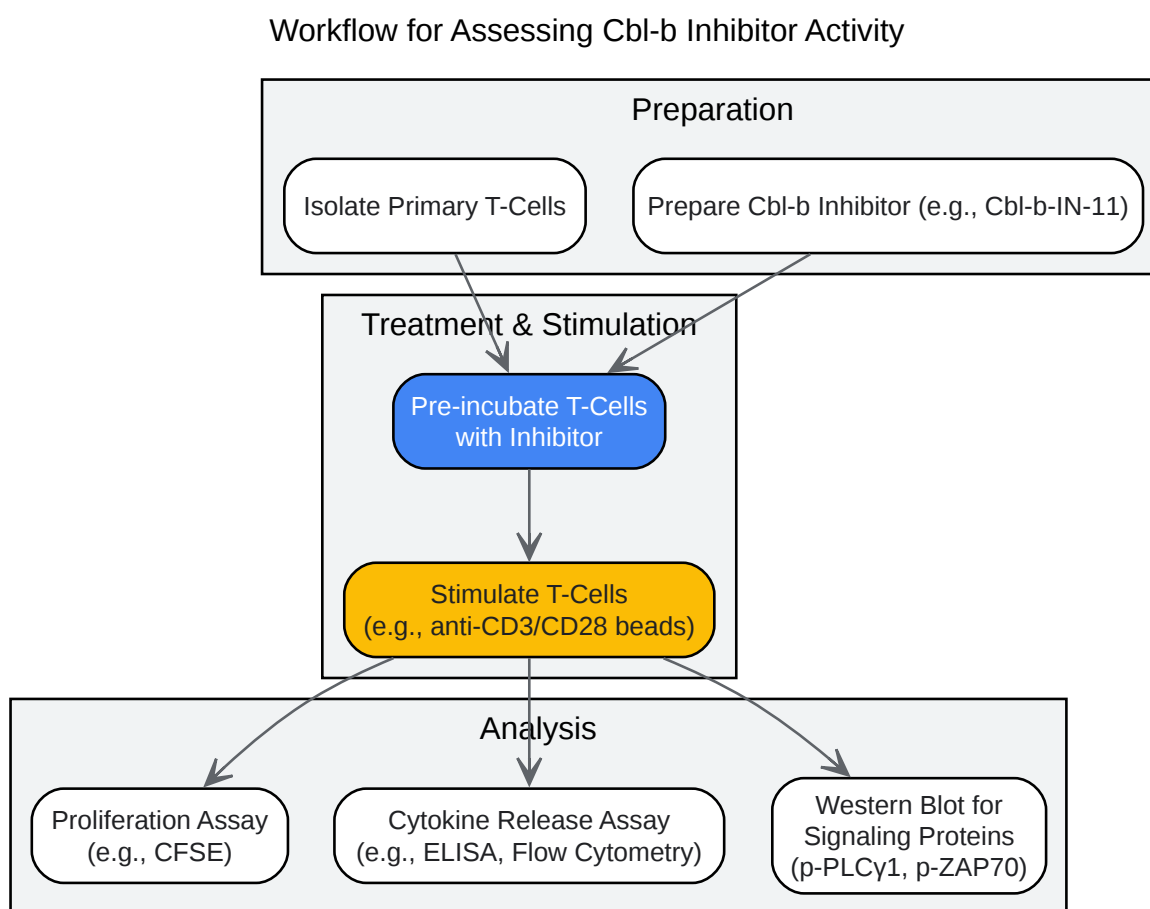 Workflow for Assessing Cbl-b Inhibitor Activity
Preparation
Isolate Primary T-Cells
Prepare Cbl-b Inhibitor (e.g., Cbl-b-IN-11)
Treatment & Stimulation
Pre-incubate T-Cells
with Inhibitor
Stimulate T-Cells
(e.g., anti-CD3/CD28 beads)
Analysis
Proliferation Assay
(e.g., CFSE)
Cytokine Release Assay
(e.g., ELISA, Flow Cytometry)
Western Blot for
Signaling Proteins
(p-PLCγ1, p-ZAP70)